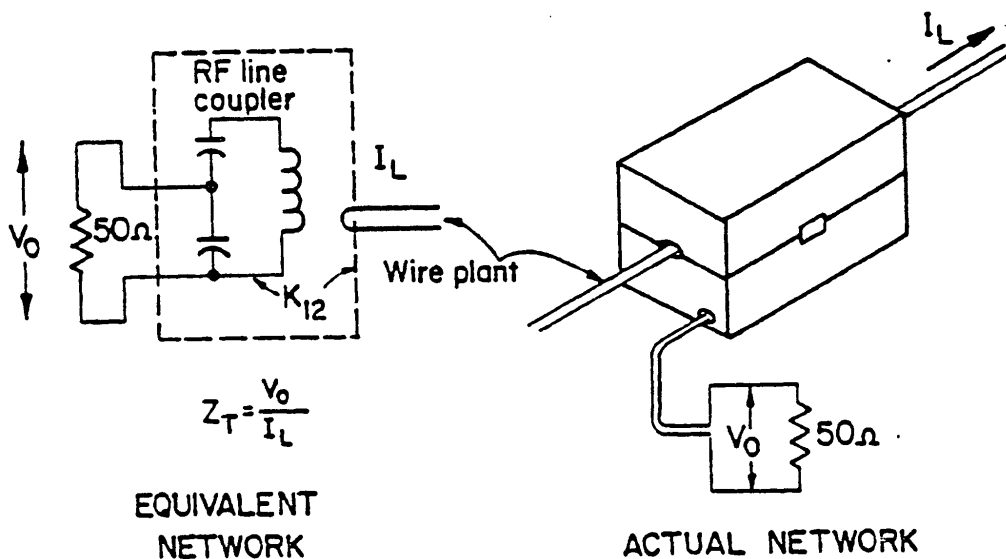 RF line
coupler
I_L
V_0
50Ω
K_12
Wire plant
Z_T = V_0 / I_L
EQUIVALENT
NETWORK
I_L
V_0
50Ω
ACTUAL NETWORK